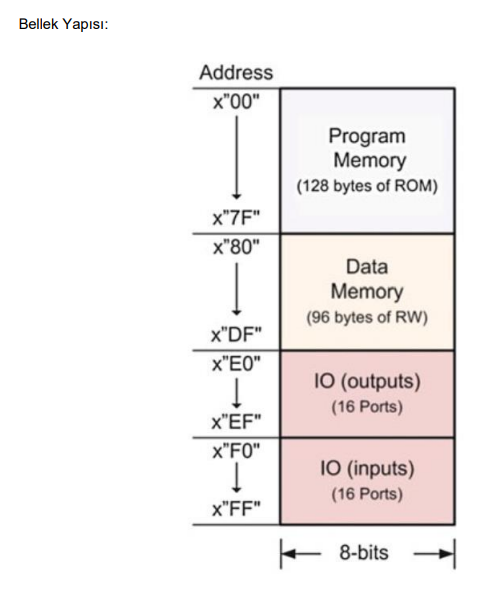 Bellek Yapısı:
Address
x"00"
Program
Memory
(128 bytes of ROM)
x"7F"
x"80"
Data
Memory
(96 bytes of RW)
x"DF"
x"E0"
IO (outputs)
(16 Ports)
x"EF"
x"F0"
IO (inputs)
(16 Ports)
x"FF"
8-bits